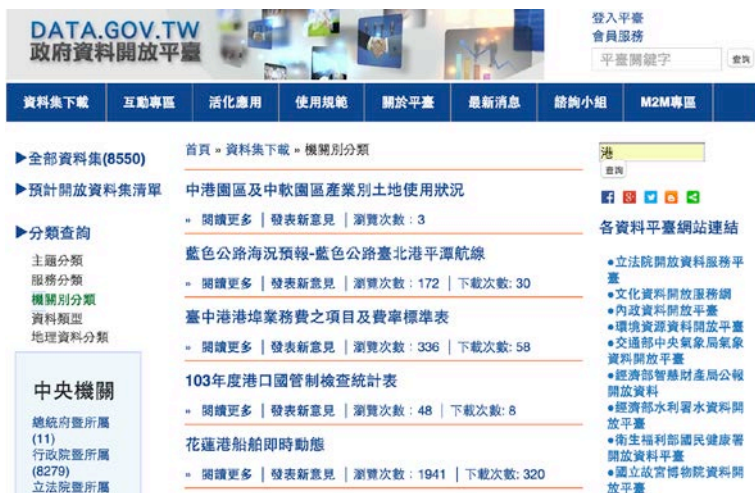 DATA.GOV.TW
政府資料開放平臺
登入平臺
會員服務
平臺關鍵字
查詢
資料集下載
互動專區
活化應用
使用規範
關於平臺
最新消息
諮詢小組
M2M專區
▶全部資料集(8550)
▶預計開放資料集清單
▶分類查詢
主題分類
服務分類
機關別分類
資料類型
地理資料分類
中央機關
總統府暨所屬
(11)
行政院暨所屬
(8279)
立法院暨所屬
首頁 » 資料集下載 » 機關別分類
中港園區及中軟園區產業別土地使用狀況
» 閱讀更多 | 發表新意見 | 瀏覽次數：3
藍色公路海況預報-藍色公路臺北港平潭航線
» 閱讀更多 | 發表新意見 | 瀏覽次數：172 | 下載次數: 30
臺中港港埠業務費之項目及費率標準表
» 閱讀更多 | 發表新意見 | 瀏覽次數：336 | 下載次數: 58
103年度港口國管制檢查統計表
» 閱讀更多 | 發表新意見 | 瀏覽次數：48 | 下載次數: 8
花蓮港船舶即時動態
» 閱讀更多 | 發表新意見 | 瀏覽次數：1941 | 下載次數: 320
港
查詢
各資料平臺網站連結
●立法院開放資料服務平
臺
●文化資料開放服務網
●內政資料開放平臺
●環境資源資料開放平臺
●交通部中央氣象局氣象
資料開放平臺
●經濟部智慧財產局公報
開放資料
●經濟部水利署水資料開
放平臺
●衛生福利部國民健康署
開放資料平臺
●國立故宮博物院資料開
放平臺